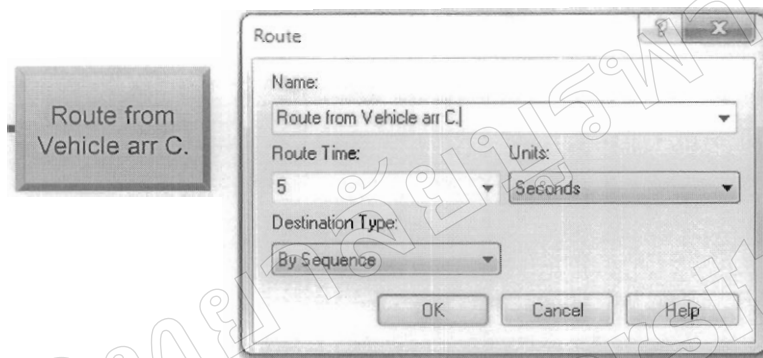 Route from
Vehicle arr C.
Route
Name:
Route from Vehicle arr C.
Route Time:
Units:
5
Seconds
Destination Type:
By Sequence
OK
Cancel
Help